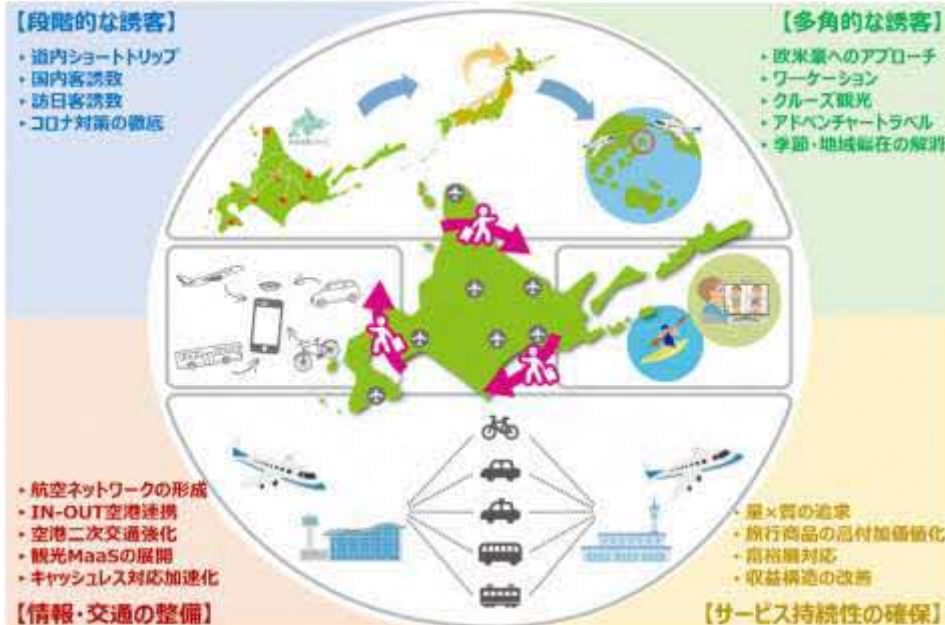 【段階的な誘客】
・道内ショートトリップ
・国内客誘致
・訪日客誘致
・コロナ対策の徹底
【多角的な誘客】
・欧米豪へのアプローチ
・ワーケーション
・クルーズ観光
・アドベンチャートラベル
・季節・地域偏在の解消
・航空ネットワークの形成
・IN-OUT空港連携
・空港二次交通強化
・観光MaaSの展開
・キャッシュレス対応加速化
【情報・交通の整備】
・量×質の追求
・旅行商品の高付加価値化
・富裕層対応
・収益構造の改善
【サービス持続性の確保】